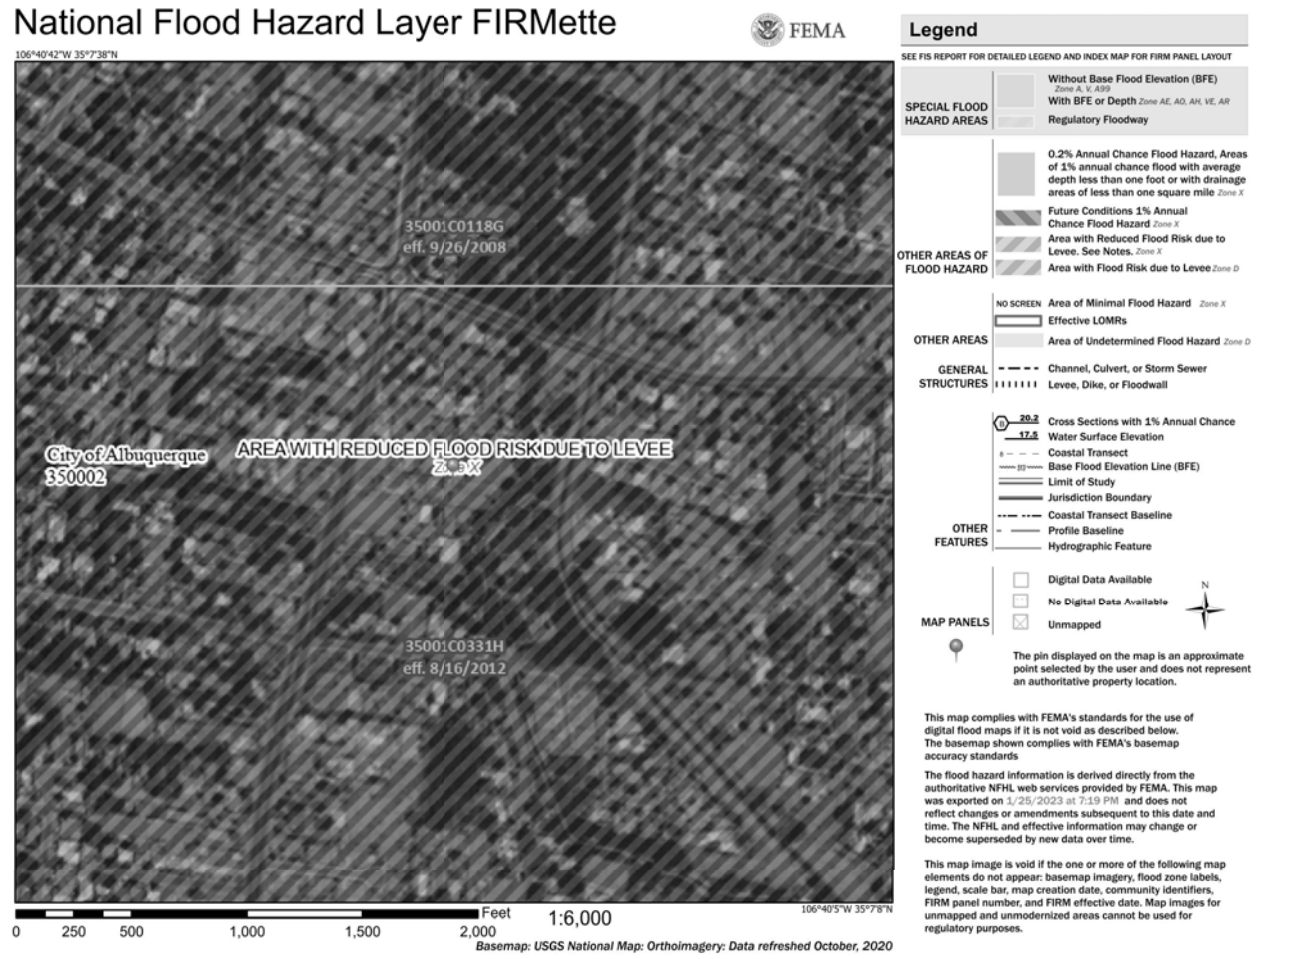 National Flood Hazard Layer FIRMette
FEMA
106°40'42"W 35°7'38"N
35001C0118G
eff. 9/26/2008
City of Albuquerque
350002
AREA WITH REDUCED FLOOD RISK DUE TO LEVEE
Zone X
35001C0331H
eff. 8/16/2012
106°40'5"W 35°7'8"N
Feet
1:6,000
0 250 500 1,000 1,500 2,000
Basemap: USGS National Map: Orthoimagery: Data refreshed October, 2020
Legend
SEE FIS REPORT FOR DETAILED LEGEND AND INDEX MAP FOR FIRM PANEL LAYOUT
SPECIAL FLOOD
HAZARD AREAS
Without Base Flood Elevation (BFE)
Zone A, V, A99
With BFE or Depth Zone AE, AO, AH, VE, AR
Regulatory Floodway
0.2% Annual Chance Flood Hazard, Areas
of 1% annual chance flood with average
depth less than one foot or with drainage
areas of less than one square mile Zone X
Future Conditions 1% Annual
Chance Flood Hazard Zone X
Area with Reduced Flood Risk due to
Levee. See Notes. Zone X
Area with Flood Risk due to Levee Zone D
OTHER AREAS OF
FLOOD HAZARD
NO SCREEN Area of Minimal Flood Hazard Zone X
Effective LOMRs
OTHER AREAS
Area of Undetermined Flood Hazard Zone D
GENERAL
STRUCTURES
Channel, Culvert, or Storm Sewer
Levee, Dike, or Floodwall
B 20.2 Cross Sections with 1% Annual Chance
17.5 Water Surface Elevation
8 Coastal Transect
513 Base Flood Elevation Line (BFE)
Limit of Study
Jurisdiction Boundary
Coastal Transect Baseline
OTHER
FEATURES
Profile Baseline
Hydrographic Feature
Digital Data Available
No Digital Data Available
Unmapped
MAP PANELS
N
The pin displayed on the map is an approximate
point selected by the user and does not represent
an authoritative property location.
This map complies with FEMA's standards for the use of
digital flood maps if it is not void as described below.
The basemap shown complies with FEMA's basemap
accuracy standards
The flood hazard information is derived directly from the
authoritative NFHL web services provided by FEMA. This map
was exported on 1/25/2023 at 7:19 PM and does not
reflect changes or amendments subsequent to this date and
time. The NFHL and effective information may change or
become superseded by new data over time.
This map image is void if the one or more of the following map
elements do not appear: basemap imagery, flood zone labels,
legend, scale bar, map creation date, community identifiers,
FIRM panel number, and FIRM effective date. Map images for
unmapped and unmodernized areas cannot be used for
regulatory purposes.